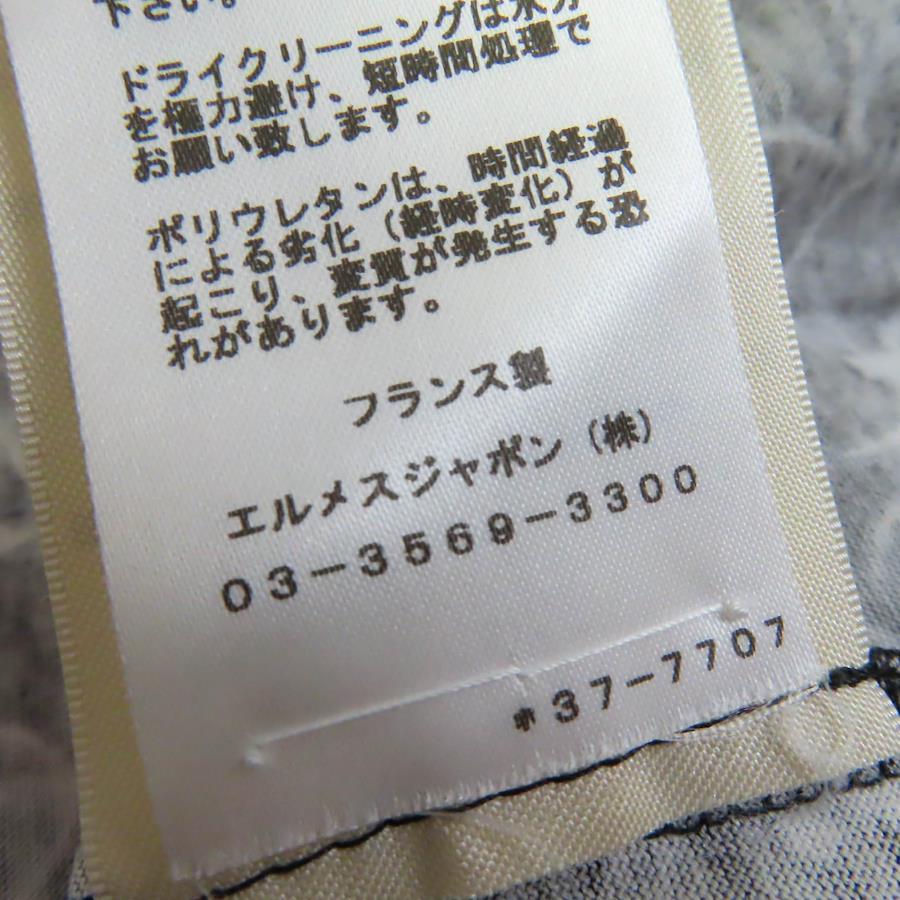 下さい。
ドライクリーニングは水分
を極力避け、短時間処理で
お願い致します。
ポリウレタンは、時間経過
による劣化（経時変化）が
起こり、変質が発生する恐
れがあります。
フランス製
エルメスジャポン（株）
03-3569-3300
*37-7707